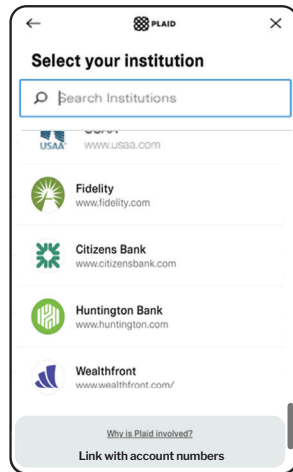 PLAID
Select your institution
Search Institutions
USAA
USAA
www.usaa.com
Fidelity
www.fidelity.com
Citizens Bank
www.citizensbank.com
Huntington Bank
www.huntington.com
Wealthfront
www.wealthfront.com/
Why is Plaid involved?
Link with account numbers